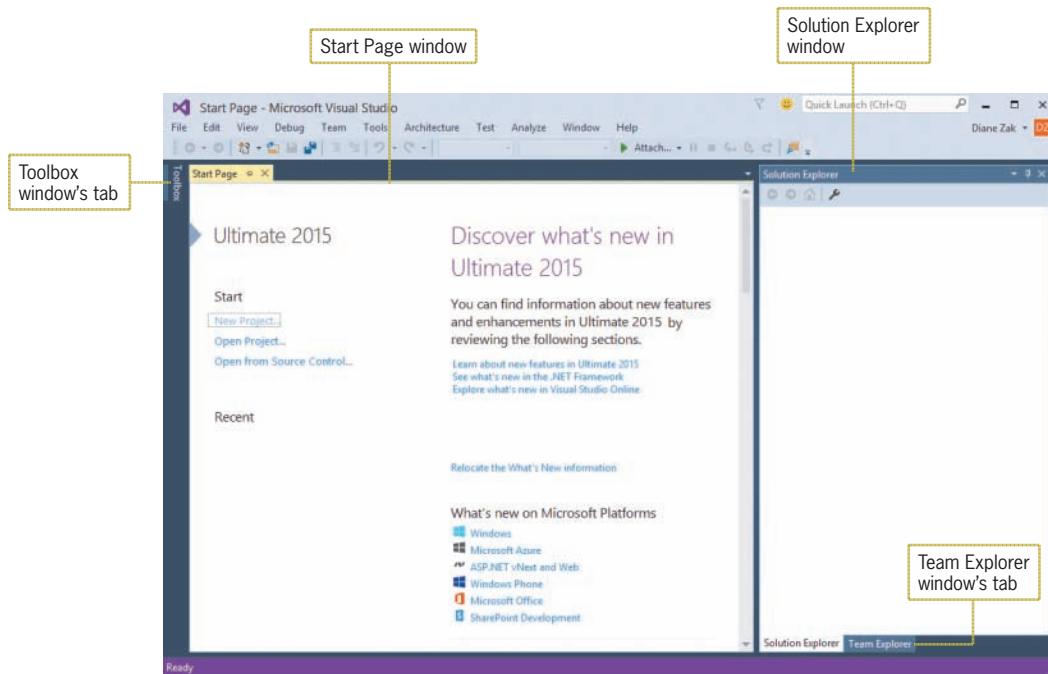 Start Page window
Solution Explorer
window
Toolbox
window's tab
Team Explorer
window's tab
Start Page - Microsoft Visual Studio
Quick Launch (Ctrl+Q)
File Edit View Debug Team Tools Architecture Test Analyze Window Help
Diane Zak
DZ
Attach...
Toolbox
Start Page
Solution Explorer
Ultimate 2015
Start
New Project...
Open Project...
Open from Source Control...
Recent
Discover what's new in
Ultimate 2015
You can find information about new features
and enhancements in Ultimate 2015 by
reviewing the following sections.
Learn about new features in Ultimate 2015
See what's new in the .NET Framework
Explore what's new in Visual Studio Online
Relocate the What's New information
What's new on Microsoft Platforms
Windows
Microsoft Azure
ASP.NET vNext and Web
Windows Phone
Microsoft Office
SharePoint Development
Solution Explorer Team Explorer
Ready